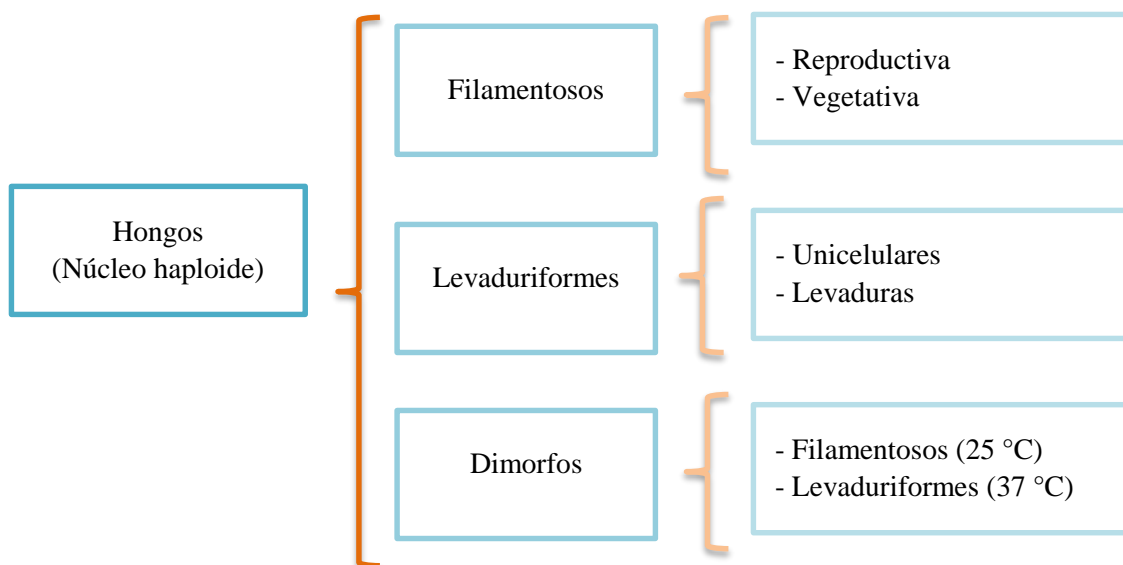 Hongos
(Núcleo haploide)
Filamentosos
- Reproductiva
- Vegetativa
Levaduriformes
- Unicelulares
- Levaduras
Dimorfos
- Filamentosos (25 °C)
- Levaduriformes (37 °C)